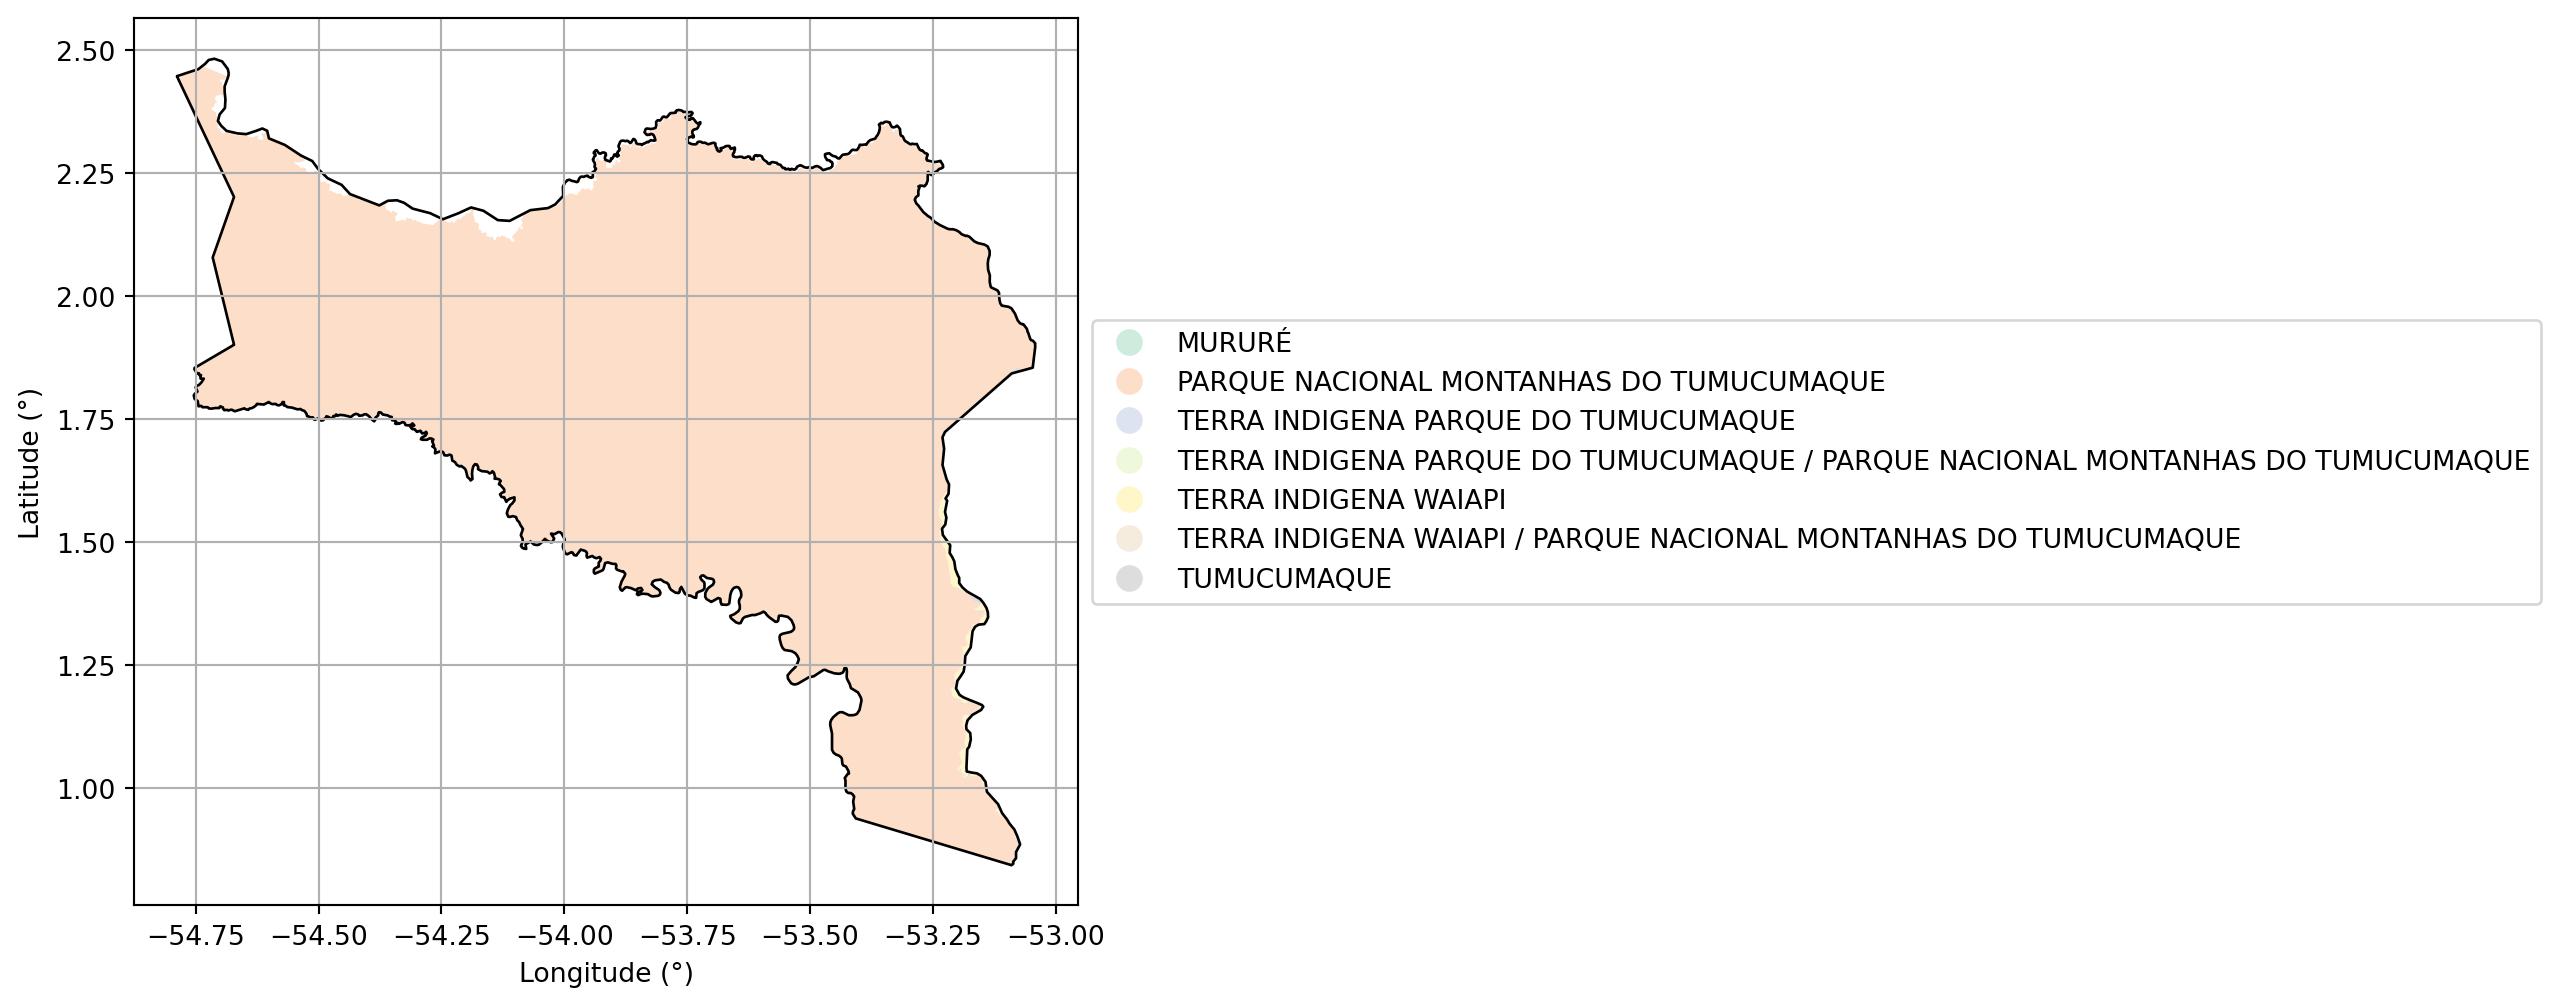 2.50
2.25
2.00
1.75
1.50
1.25
1.00
Latitude (°)
−54.75 −54.50 −54.25 −54.00 −53.75 −53.50 −53.25 −53.00
Longitude (°)
MURURÉ
PARQUE NACIONAL MONTANHAS DO TUMUCUMAQUE
TERRA INDIGENA PARQUE DO TUMUCUMAQUE
TERRA INDIGENA PARQUE DO TUMUCUMAQUE / PARQUE NACIONAL MONTANHAS DO TUMUCUMAQUE
TERRA INDIGENA WAIAPI
TERRA INDIGENA WAIAPI / PARQUE NACIONAL MONTANHAS DO TUMUCUMAQUE
TUMUCUMAQUE